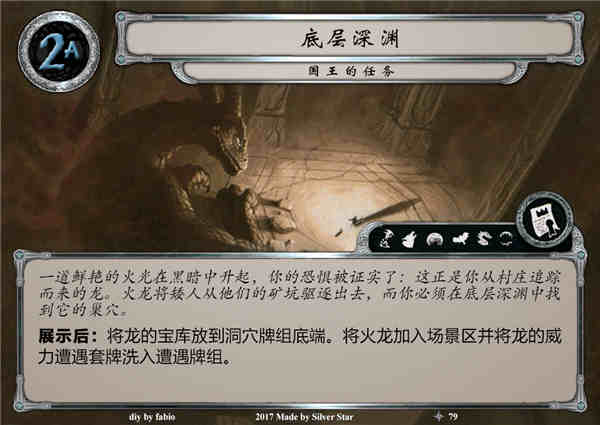 2A
底层深渊
国王的任务
一道鲜艳的火光在黑暗中升起，你的恐惧被证实了：这正是你从村庄追踪
而来的龙。火龙将矮人从他们的矿坑驱逐出去，而你必须在底层深渊中找
到它的巢穴。
展示后：将龙的宝库放到洞穴牌组底端。将火龙加入场景区并将龙的威
力遭遇套牌洗入遭遇牌组。
diy by fabio 2017 Made by Silver Star 79